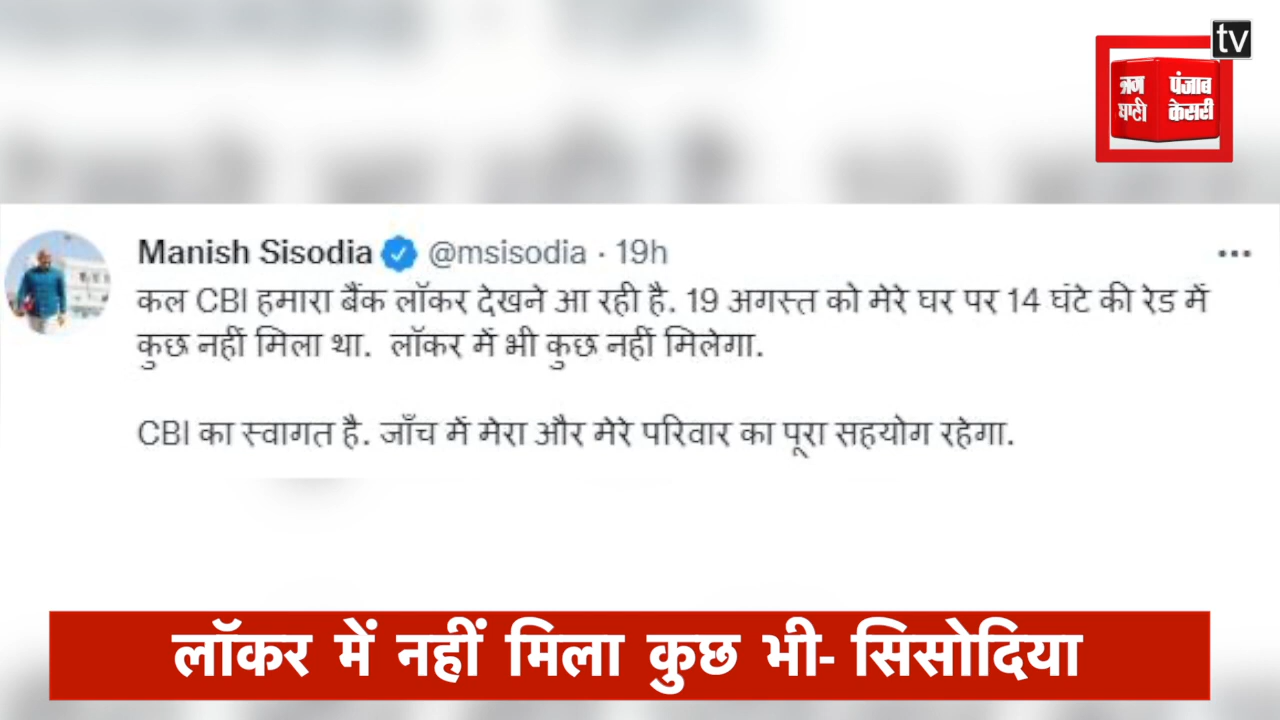 tv
पंजाब
केसरी
Manish Sisodia @msisodia · 19h
कल CBI हमारा बैंक लॉकर देखने आ रही है. 19 अगस्त को मेरे घर पर 14 घंटे की रेड में
कुछ नहीं मिला था. लॉकर में भी कुछ नहीं मिलेगा.
CBI का स्वागत है. जाँच में मेरा और मेरे परिवार का पूरा सहयोग रहेगा.
लॉकर में नहीं मिला कुछ भी- सिसोदिया